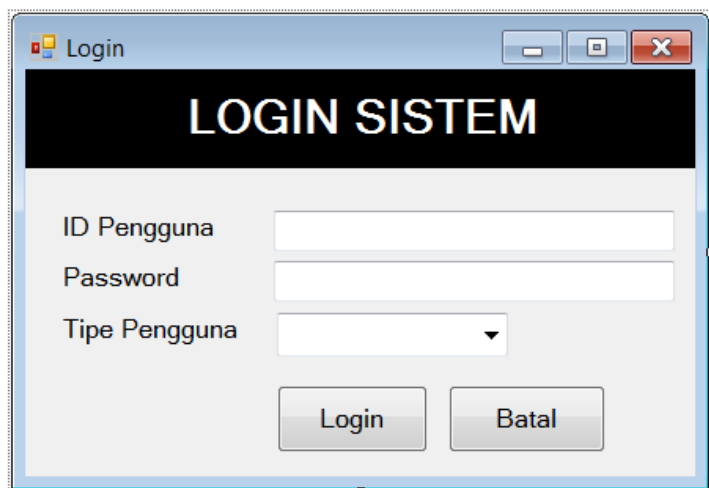 Login
LOGIN SISTEM
ID Pengguna
Password
Tipe Pengguna
Login Batal